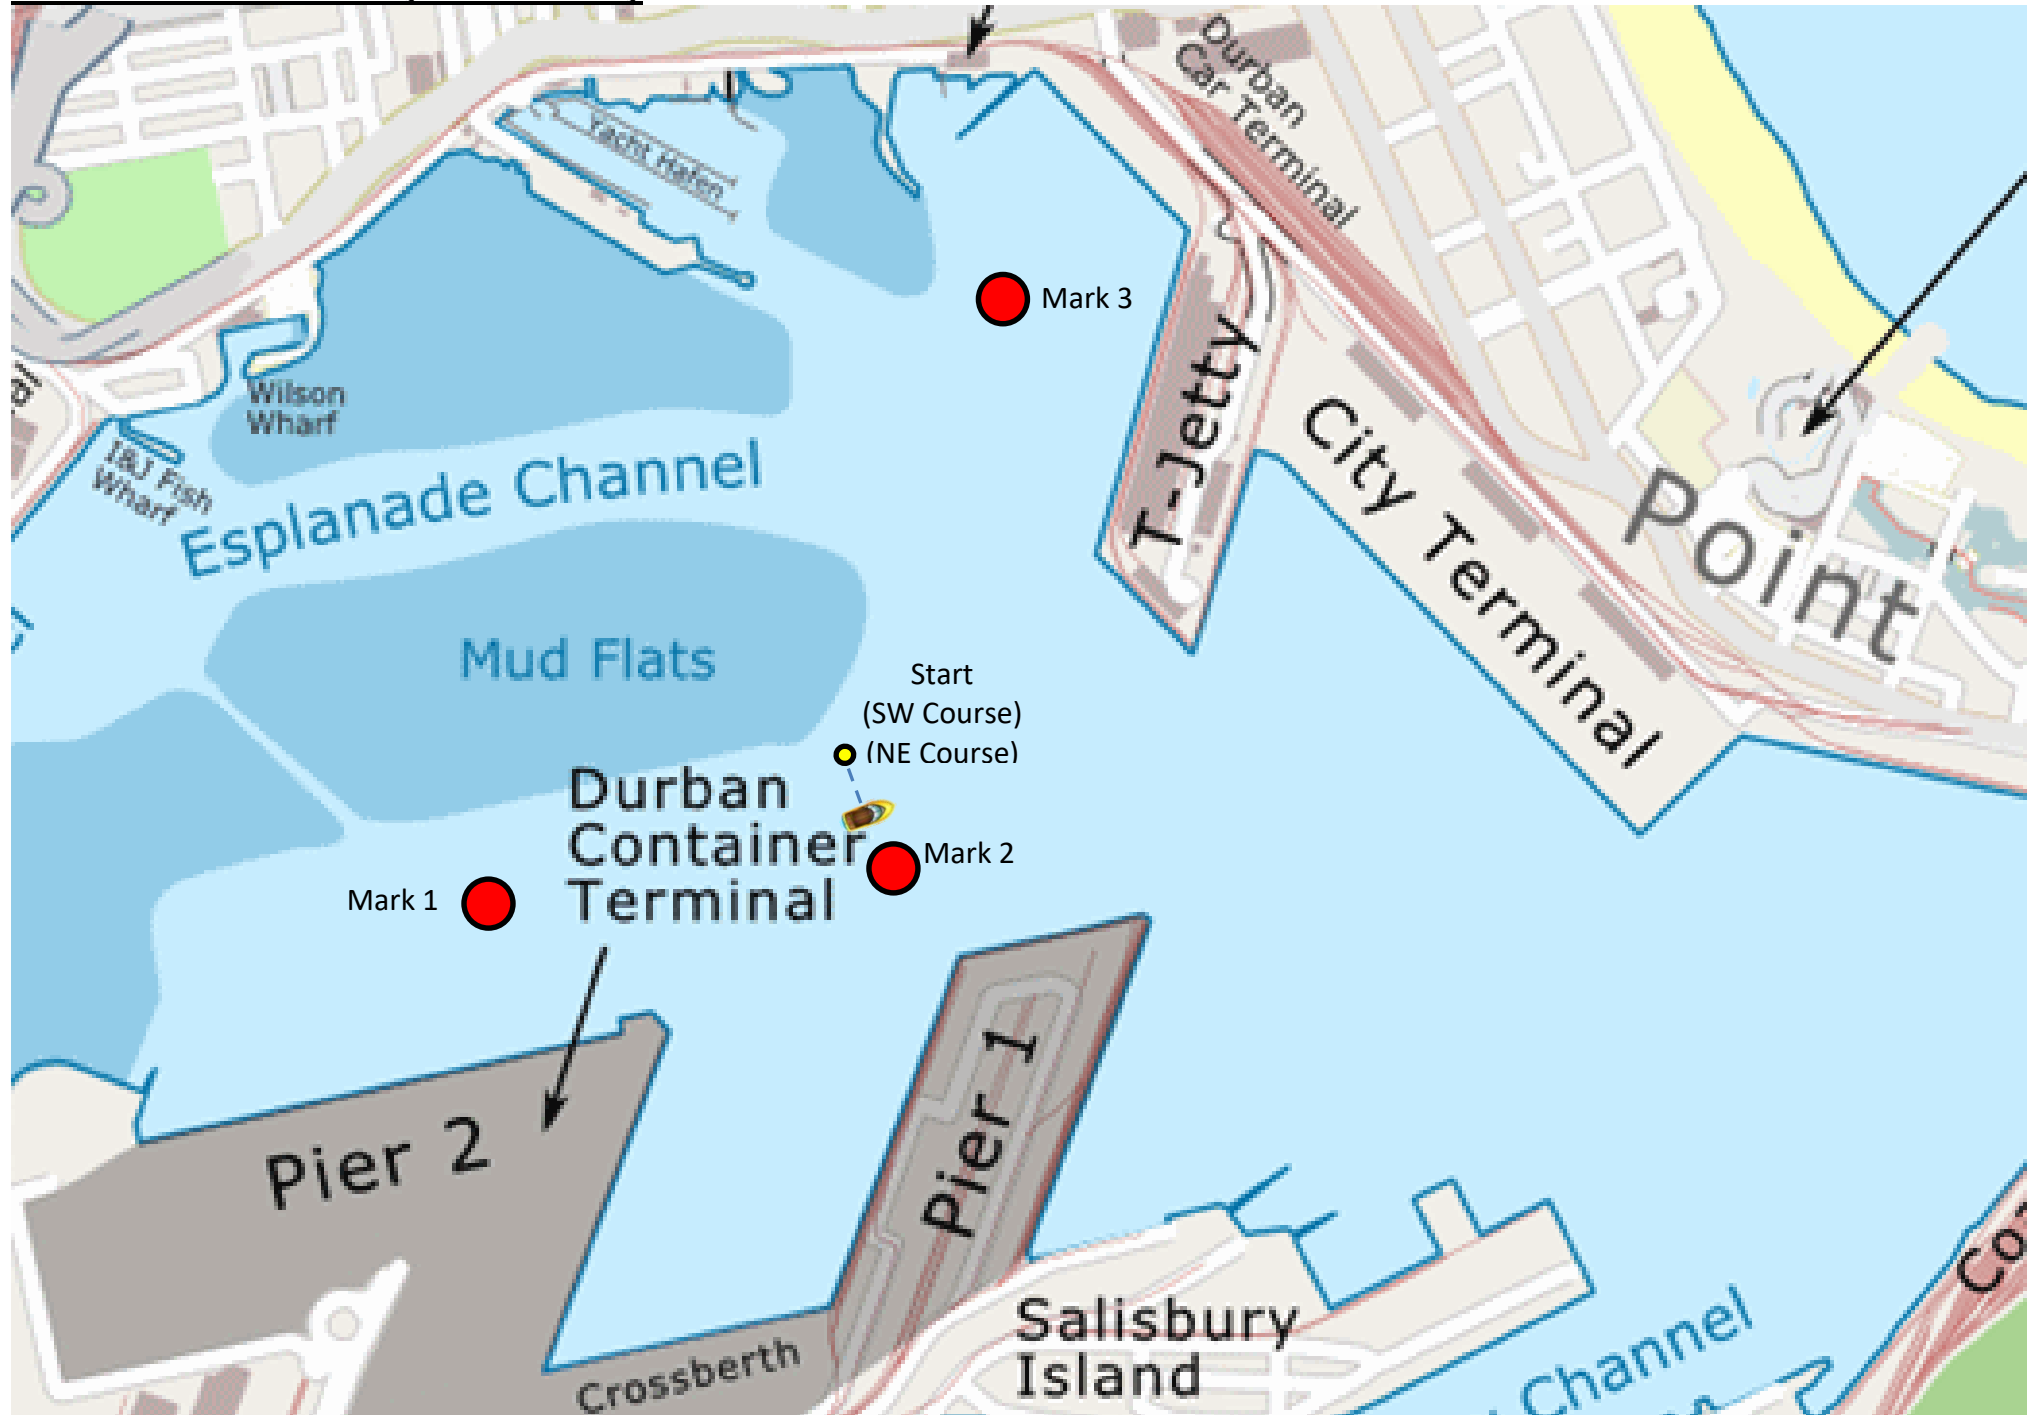 Durban
Car Terminal
Yacht Hafen
Mark 3
Wilson
Wharf
I&J Fish
Wharf
Esplanade Channel
T-Jetty
City Terminal
Point
Mud Flats
Start
(SW Course)
(NE Course)
Durban
Container
Terminal
Mark 2
Mark 1
Pier 2
Pier 1
Salisbury
Island
Crossberth
Channel